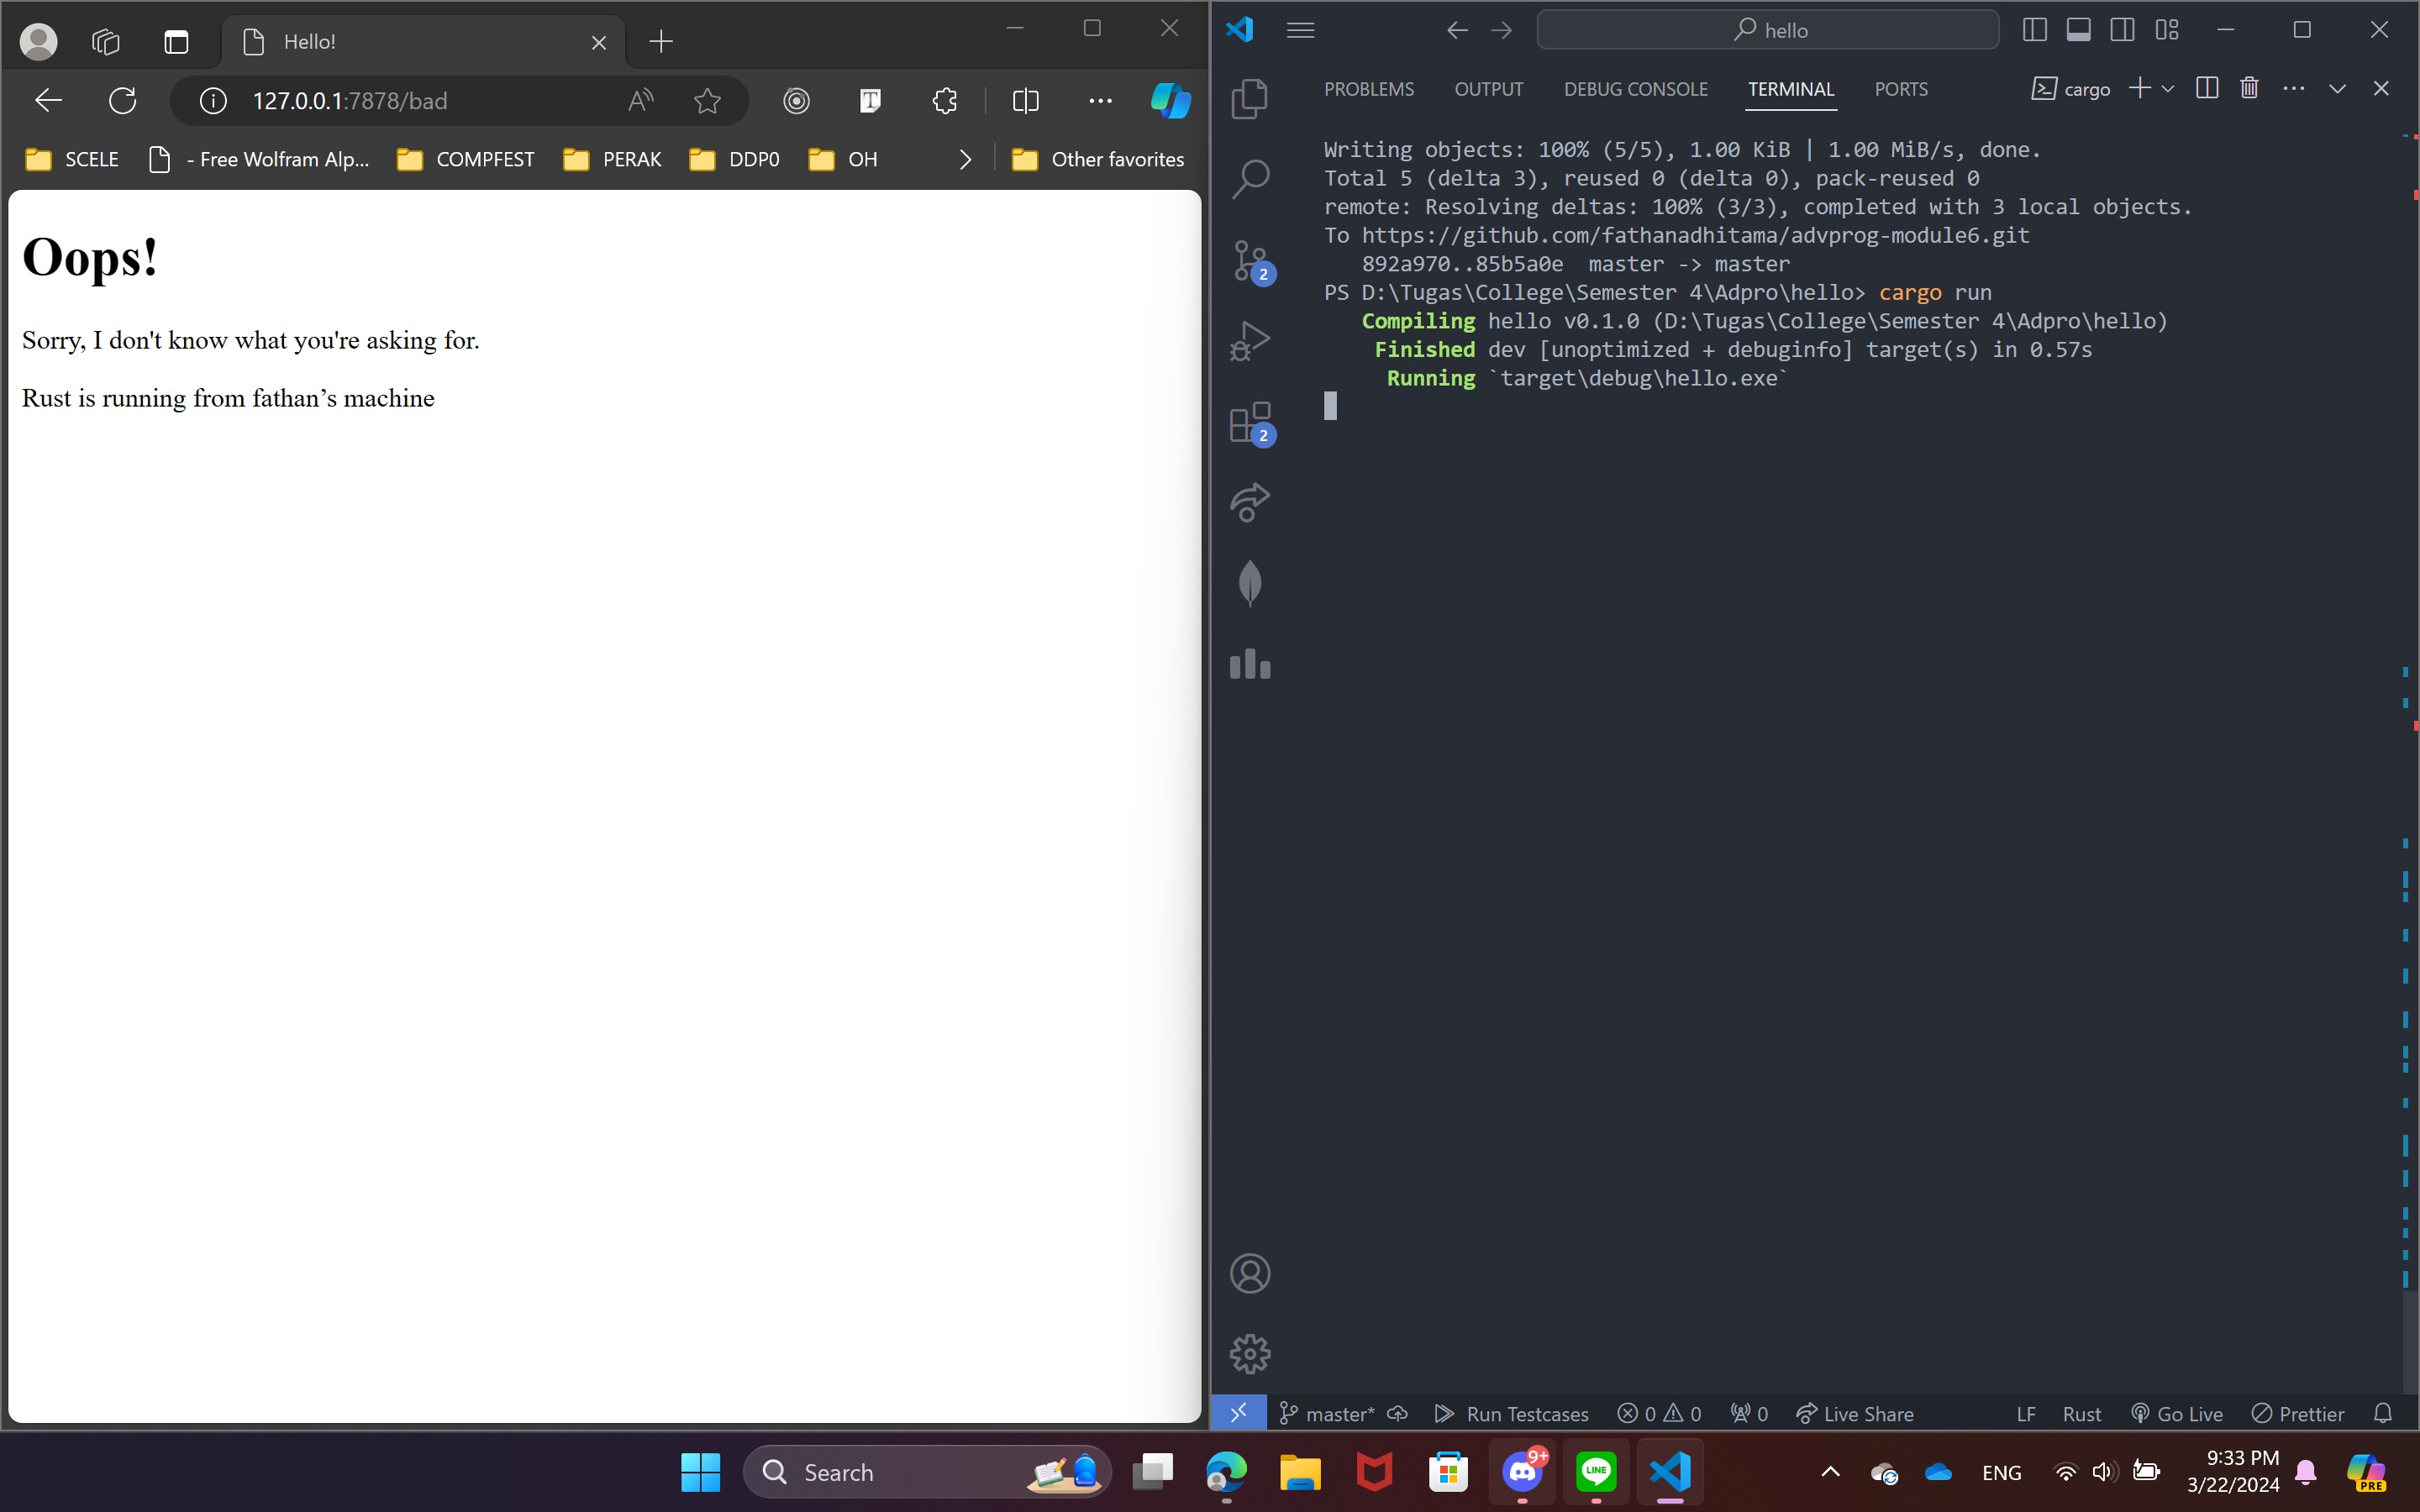 Hello!
127.0.0.1:7878/bad
SCELE
- Free Wolfram Alp...
COMPFEST
PERAK
DDP0
OH
Other favorites
Oops!
Sorry, I don't know what you're asking for.
Rust is running from fathan’s machine
hello
PROBLEMS
OUTPUT
DEBUG CONSOLE
TERMINAL
PORTS
cargo
Writing objects: 100% (5/5), 1.00 KiB | 1.00 MiB/s, done.
Total 5 (delta 3), reused 0 (delta 0), pack-reused 0
remote: Resolving deltas: 100% (3/3), completed with 3 local objects.
To https://github.com/fathanadhitama/advprog-module6.git
892a970..85b5a0e  master -> master
PS D:\Tugas\College\Semester 4\Adpro\hello> cargo run
Compiling hello v0.1.0 (D:\Tugas\College\Semester 4\Adpro\hello)
Finished dev [unoptimized + debuginfo] target(s) in 0.57s
Running `target\debug\hello.exe`
2
2
master*
Run Testcases
0
0
0
Live Share
LF
Rust
Go Live
Prettier
Search
9+
LINE
ENG
9:33 PM
3/22/2024
PRE